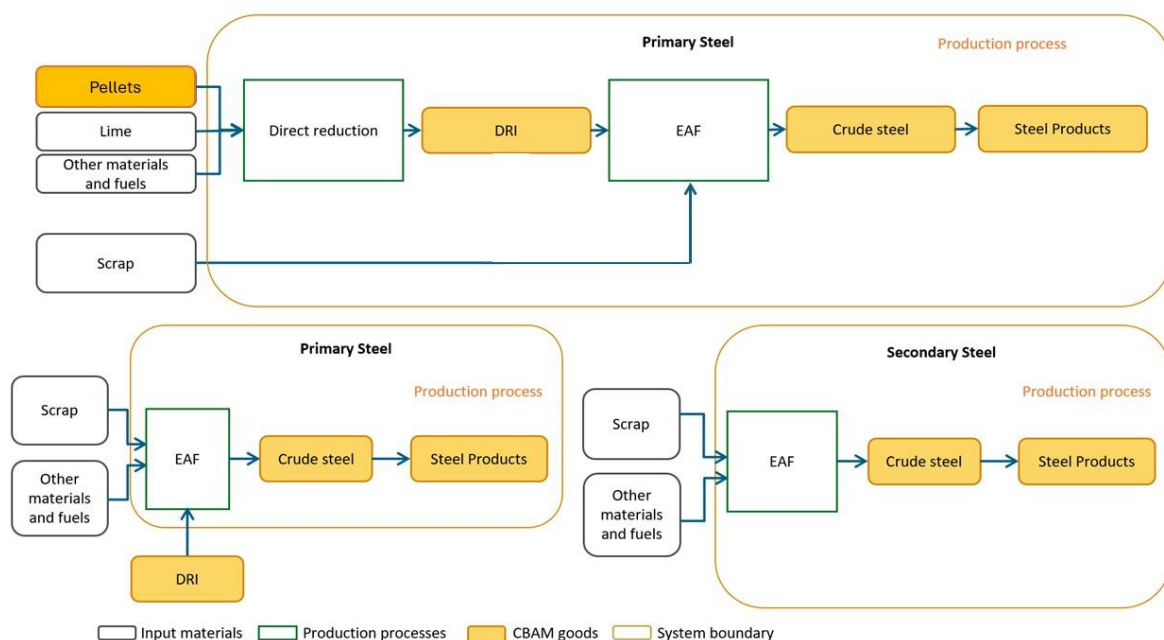 Primary Steel
Production process
Pellets
Lime
Other materials
and fuels
Direct reduction
DRI
EAF
Crude steel
Steel Products
Scrap
Primary Steel
Production process
Scrap
Other
materials
and fuels
EAF
Crude steel
Steel Products
DRI
Secondary Steel
Production process
Scrap
Other
materials
and fuels
EAF
Crude steel
Steel Products
Input materials
Production processes
CBAM goods
System boundary